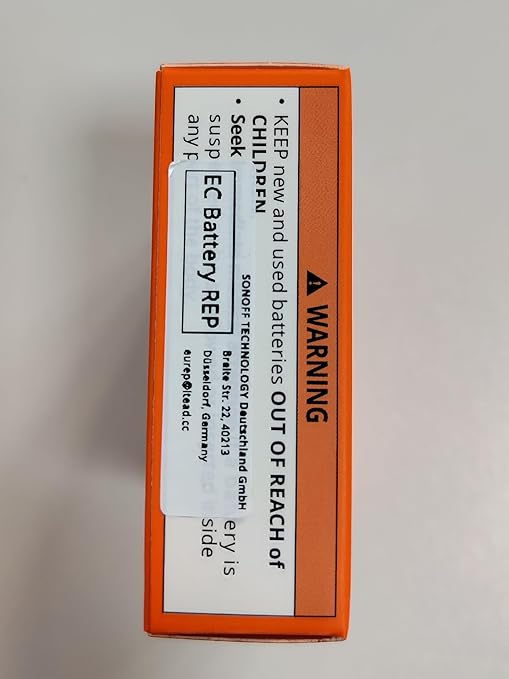 ⚠ WARNING
• KEEP new and used batteries OUT OF REACH of
CHILDREN
• Seek
susp ery is
any p side
EC Battery REP
SONOFF TECHNOLOGY Deutschland GmbH
Breite Str. 22, 40213
Düsseldorf, Germany
eurep@itead.cc